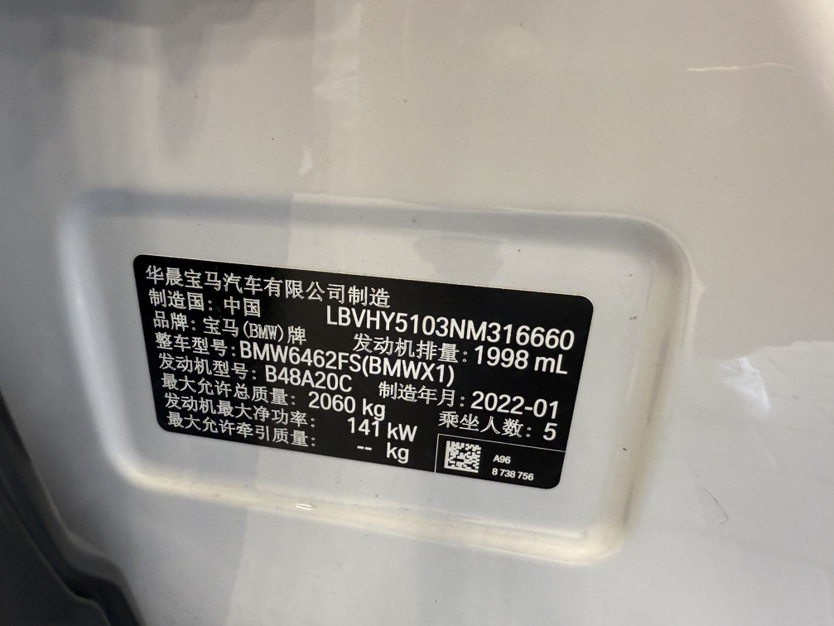 华晨宝马汽车有限公司制造
制造国：中国 LBVHY5103NM316660
品牌：宝马(BMW)牌 发动机排量：1998 mL
整车型号：BMW6462FS(BMWX1)
发动机型号：B48A20C 制造年月：2022-01
最大允许总质量：2060 kg 乘坐人数：5
发动机最大净功率：141 kW
最大允许牵引质量：-- kg
A96
8 738 756